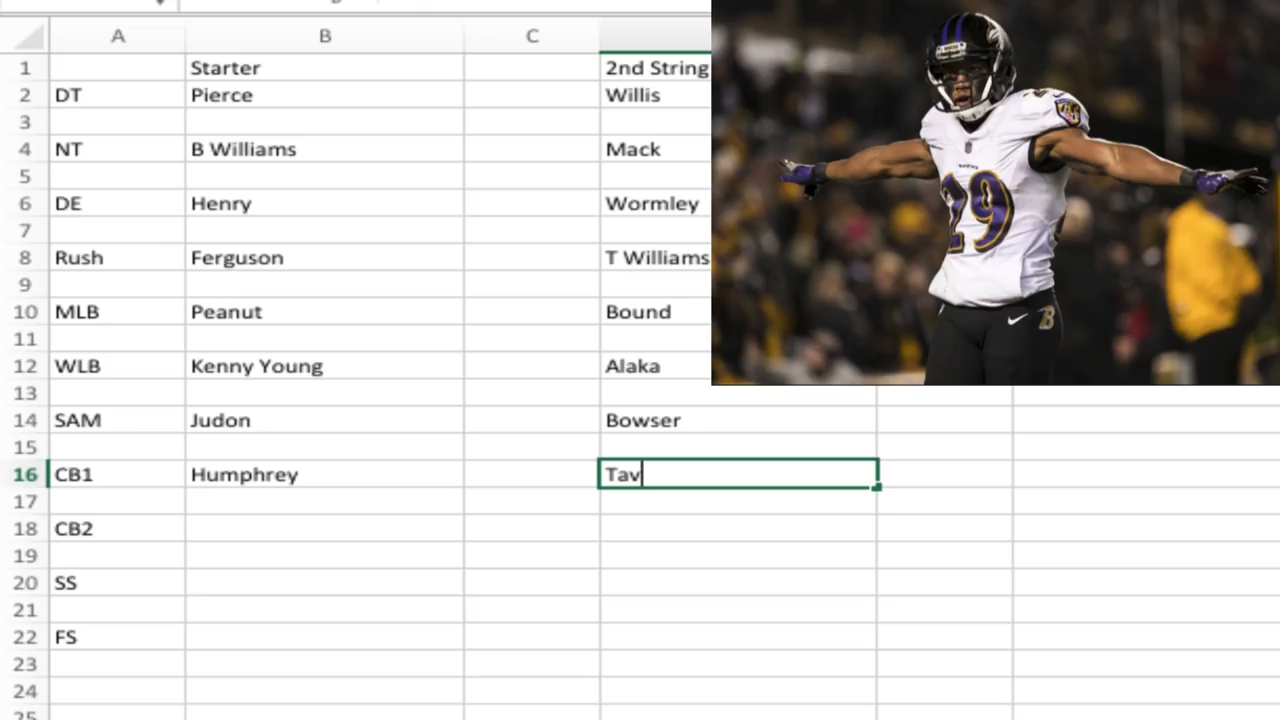 A B C
1 Starter 2nd String
2 DT Pierce Willis
3
4 NT B Williams Mack
5
6 DE Henry Wormley
7
8 Rush Ferguson T Williams
9
10 MLB Peanut Bound
11
12 WLB Kenny Young Alaka
13
14 SAM Judon Bowser
15
16 CB1 Humphrey Tav
17
18 CB2
19
20 SS
21
22 FS
23
24
25
29
B